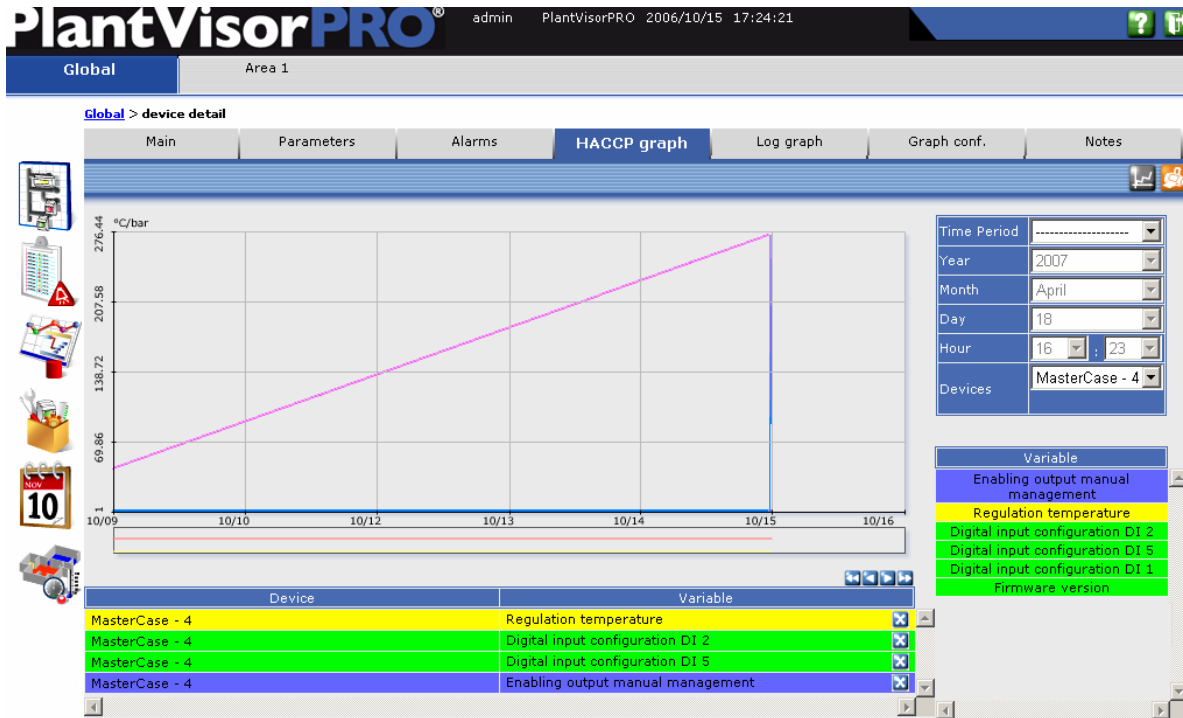 PlantVisorPRO®
admin PlantVisorPRO 2006/10/15 17:24:21
?
Global Area 1
Global > device detail
Main Parameters Alarms HACCP graph Log graph Graph conf. Notes
°C/bar
276.44
207.58
138.72
69.86
1
10/09 10/10 10/12 10/13 10/14 10/15 10/16
NOV
10
Time Period --------------------
Year 2007
Month April
Day 18
Hour 16 : 23
Devices MasterCase - 4
Variable
Enabling output manual
management
Regulation temperature
Digital input configuration DI 2
Digital input configuration DI 5
Digital input configuration DI 1
Firmware version
Device Variable
MasterCase - 4 Regulation temperature
MasterCase - 4 Digital input configuration DI 2
MasterCase - 4 Digital input configuration DI 5
MasterCase - 4 Enabling output manual management